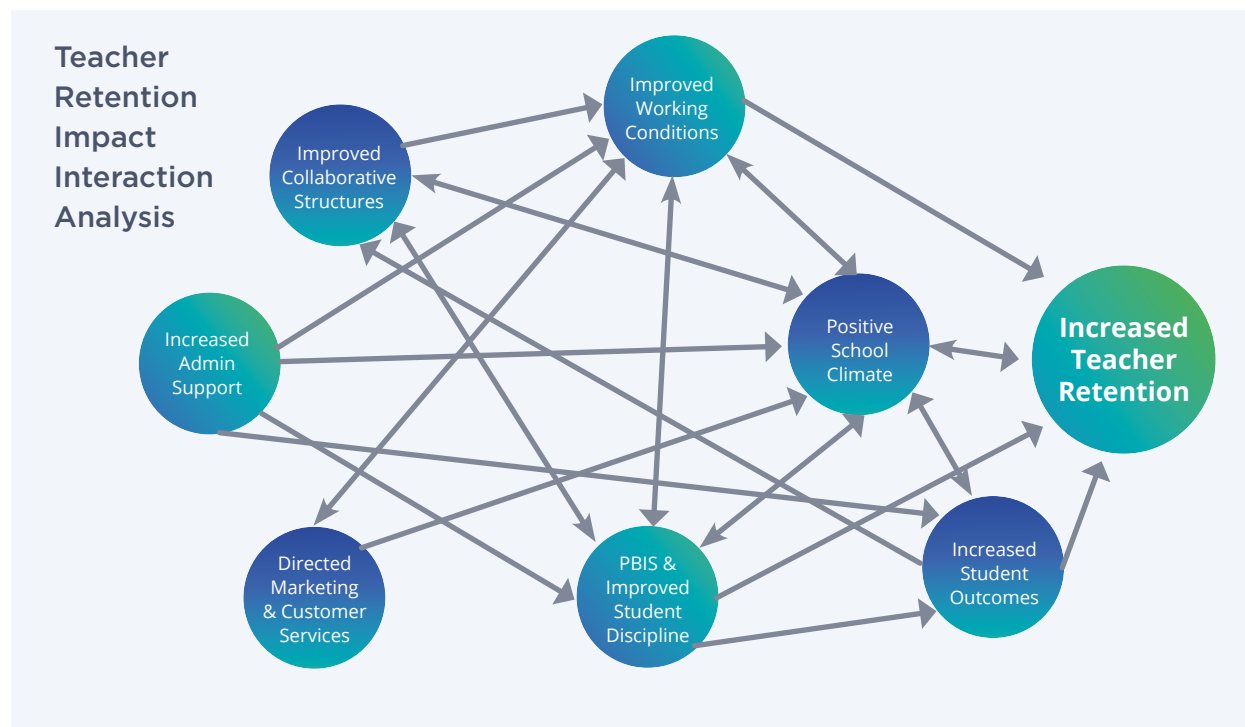 Teacher
Retention
Impact
Interaction
Analysis
Improved
Working
Conditions
Improved
Collaborative
Structures
Increased
Admin
Support
Positive
School
Climate
Increased
Teacher
Retention
Directed
Marketing
& Customer
Services
PBIS &
Improved
Student
Discipline
Increased
Student
Outcomes